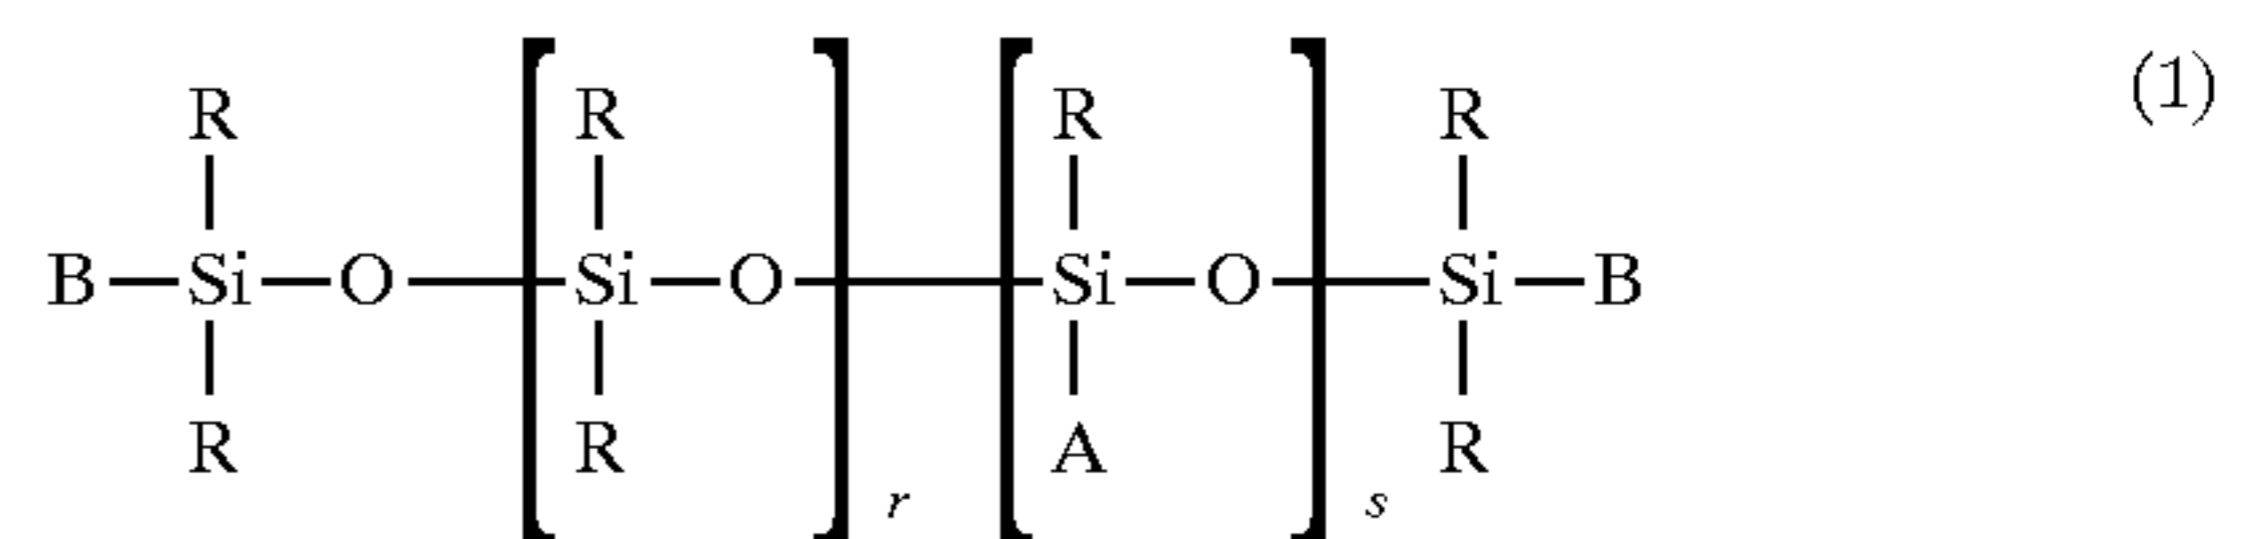 (1)
R R R R
B—Si—O—[Si—O]r—[Si—O]s—Si—B
R R A R